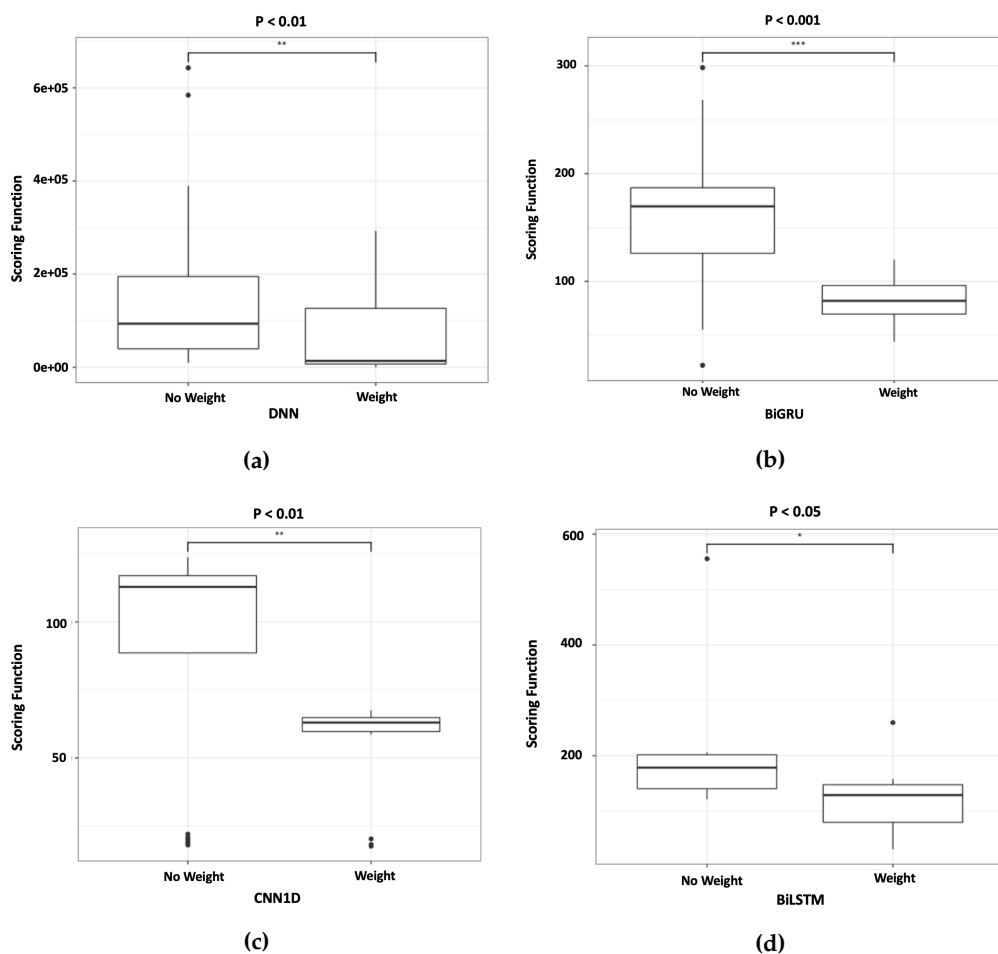 P < 0.01
**
6e+05
4e+05
2e+05
0e+00
Scoring Function
No Weight
Weight
DNN
(a)
P < 0.001
***
300
200
100
Scoring Function
No Weight
Weight
BiGRU
(b)
P < 0.01
**
100
50
Scoring Function
No Weight
Weight
CNN1D
(c)
P < 0.05
*
600
400
200
Scoring Function
No Weight
Weight
BiLSTM
(d)